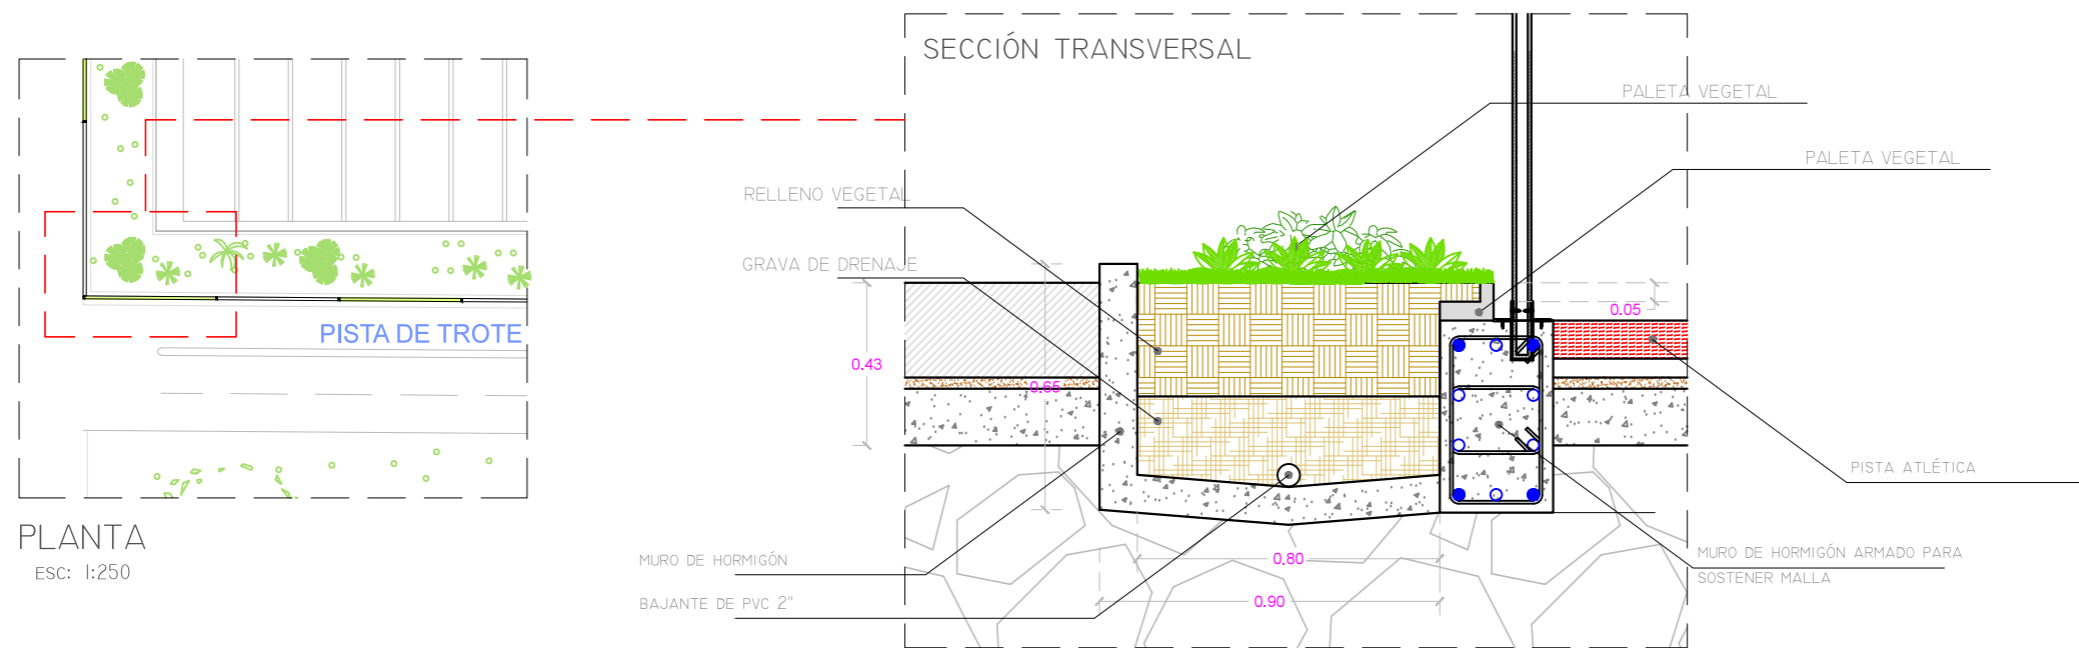 SECCIÓN TRANSVERSAL
PALETA VEGETAL
PALETA VEGETAL
RELLENO VEGETAL
GRAVA DE DRENAJE
0.05
PISTA DE TROTE
0.43
0.65
PISTA ATLÉTICA
PLANTA
ESC: 1:250
MURO DE HORMIGÓN
0.80
MURO DE HORMIGÓN ARMADO PARA
SOSTENER MALLA
BAJANTE DE PVC 2"
0.90